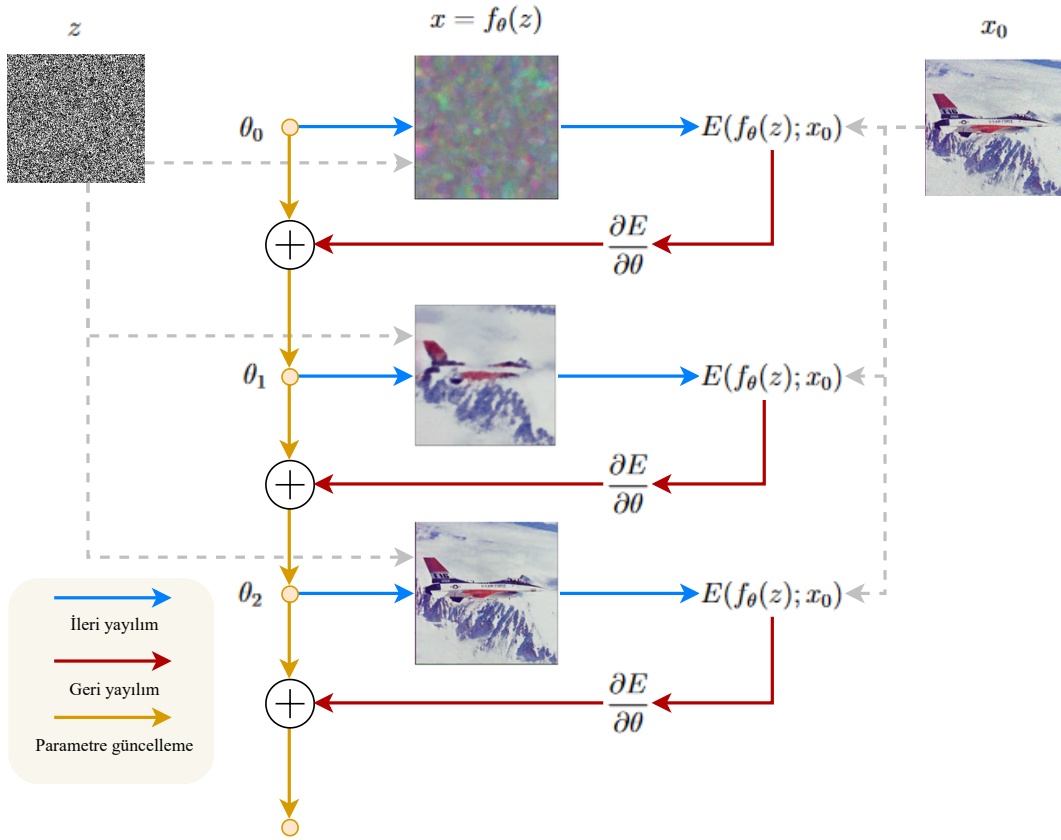 z
x = f_θ(z)
x_0
θ_0
E(f_θ(z); x_0)
∂E
∂θ
θ_1
E(f_θ(z); x_0)
∂E
∂θ
θ_2
E(f_θ(z); x_0)
∂E
∂θ
İleri yayılım
Geri yayılım
Parametre güncelleme